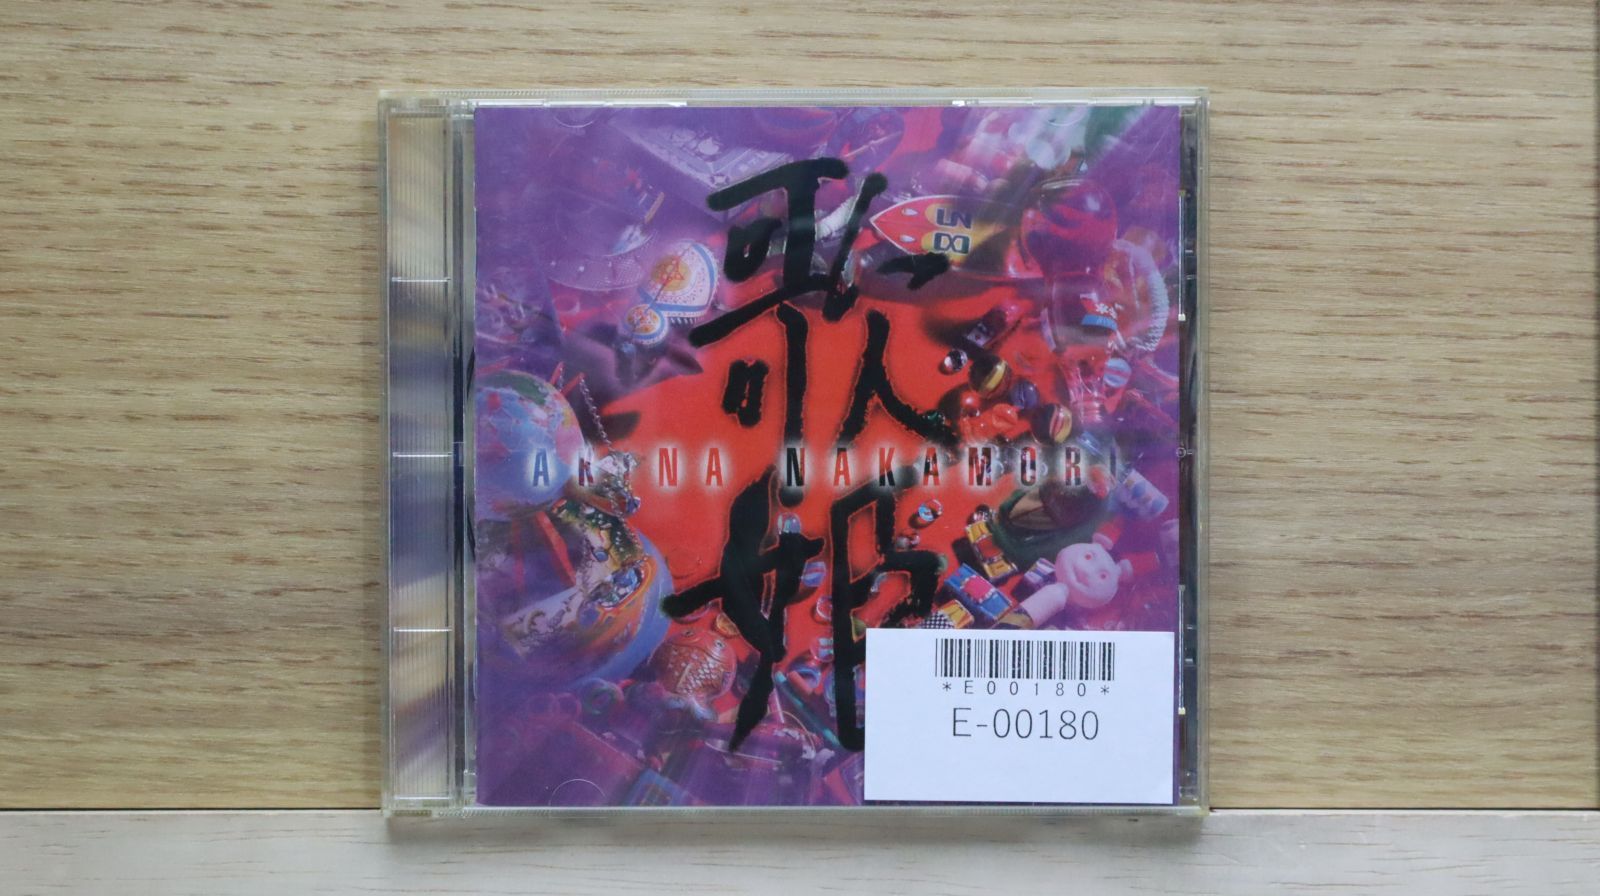 歌姫
AKINA NAKAMORI
*E00180*
E-00180